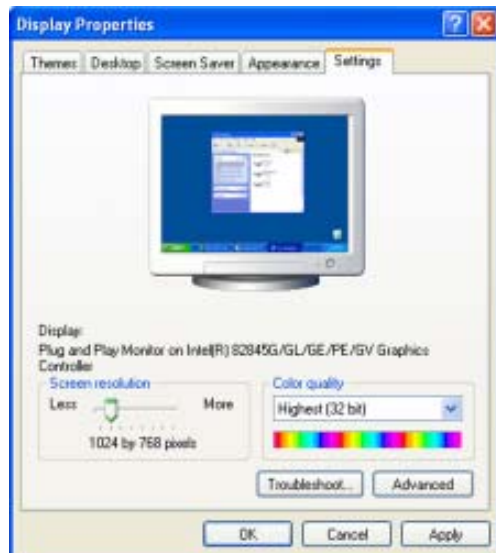 Display Properties
Themes Desktop Screen Saver Appearance Settings
Display:
Plug and Play Monitor on Intel(R) 82845G/GL/GE/PE/GV Graphics
Controller
Screen resolution
Less More
1024 by 768 pixels
Color quality
Highest (32 bit)
Troubleshoot... Advanced
OK Cancel Apply